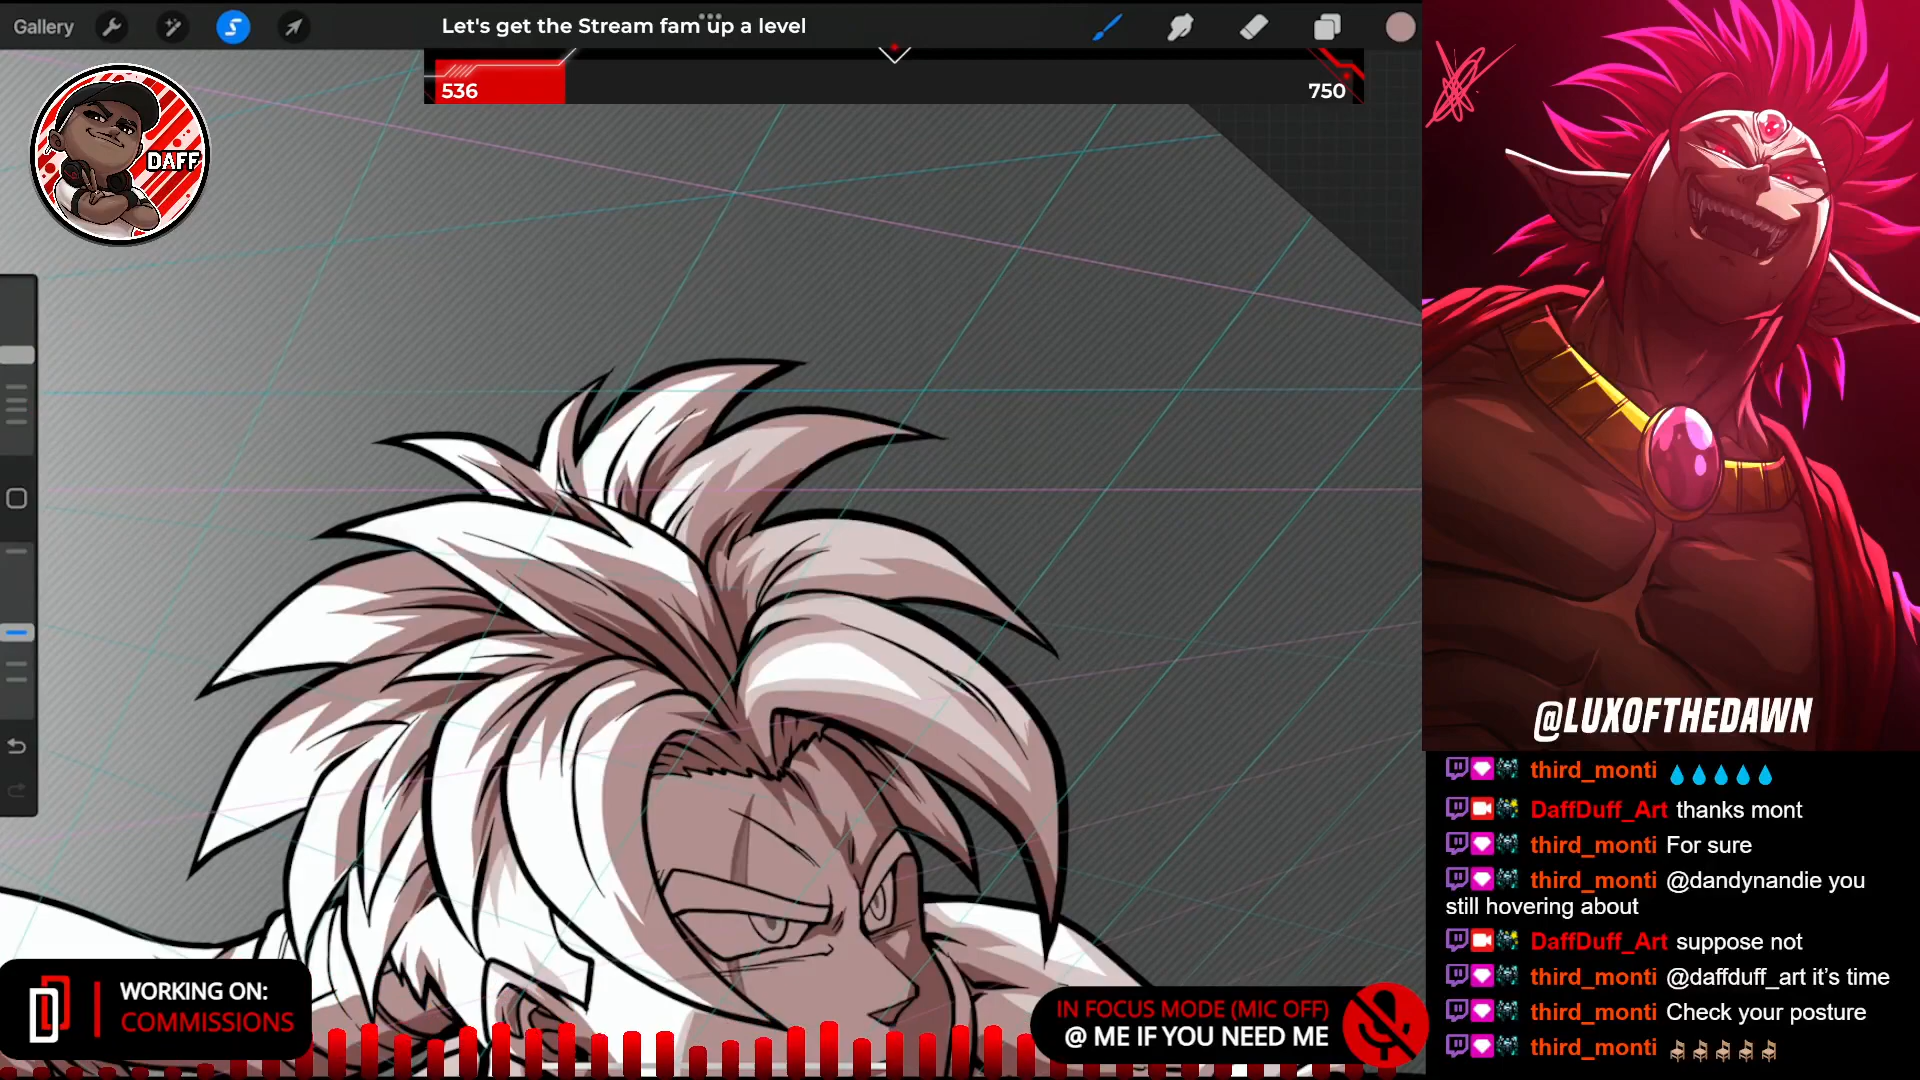 Gallery
Let's get the Stream fam up a level
536
750
DAFF
@LUXOFTHEDAWN
third_monti 💧💧💧💧💧
DaffDuff_Art thanks mont
third_monti For sure
third_monti @dandynandie you
still hovering about
DaffDuff_Art suppose not
third_monti @daffduff_art it’s time
third_monti Check your posture
third_monti 🪑🪑🪑🪑🪑
WORKING ON:
COMMISSIONS
IN FOCUS MODE (MIC OFF)
@ ME IF YOU NEED ME